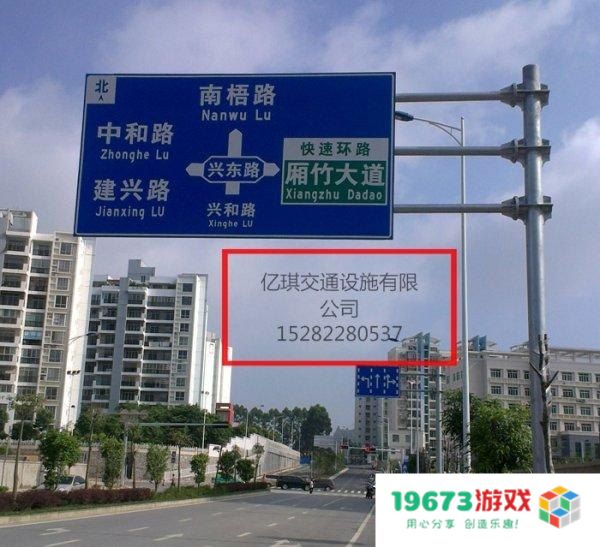 北
南梧路
Nanwu Lu
中和路
Zhonghe Lu
兴东路
快速环路
厢竹大道
Xiangzhu Dadao
建兴路
Jianxing LU
兴和路
Xinghe LU
亿琪交通设施有限
公司
15282280537
19673游戏
用心分享 创造乐趣!